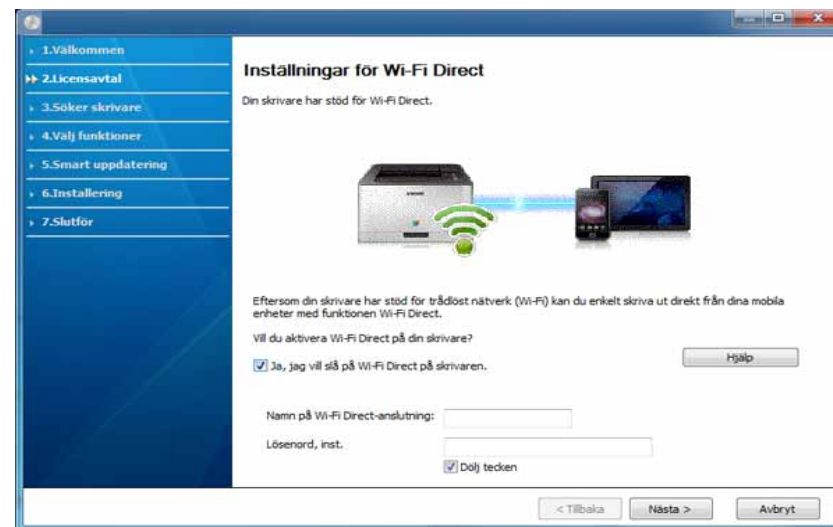 1.Välkommen
2.Licensavtal
3.Söker skrivare
4.Välj funktioner
5.Smart uppdatering
6.Installering
7.Slutför
Inställningar för Wi-Fi Direct
Din skrivare har stöd för Wi-Fi Direct.
Eftersom din skrivare har stöd för trådlöst nätverk (Wi-Fi) kan du enkelt skriva ut direkt från dina mobila
enheter med funktionen Wi-Fi Direct.
Vill du aktivera Wi-Fi Direct på din skrivare?
Ja, jag vill slå på Wi-Fi Direct på skrivaren.
Hjälp
Namn på Wi-Fi Direct-anslutning:
Lösenord, inst.
Dölj tecken
< Tillbaka
Nästa >
Avbryt